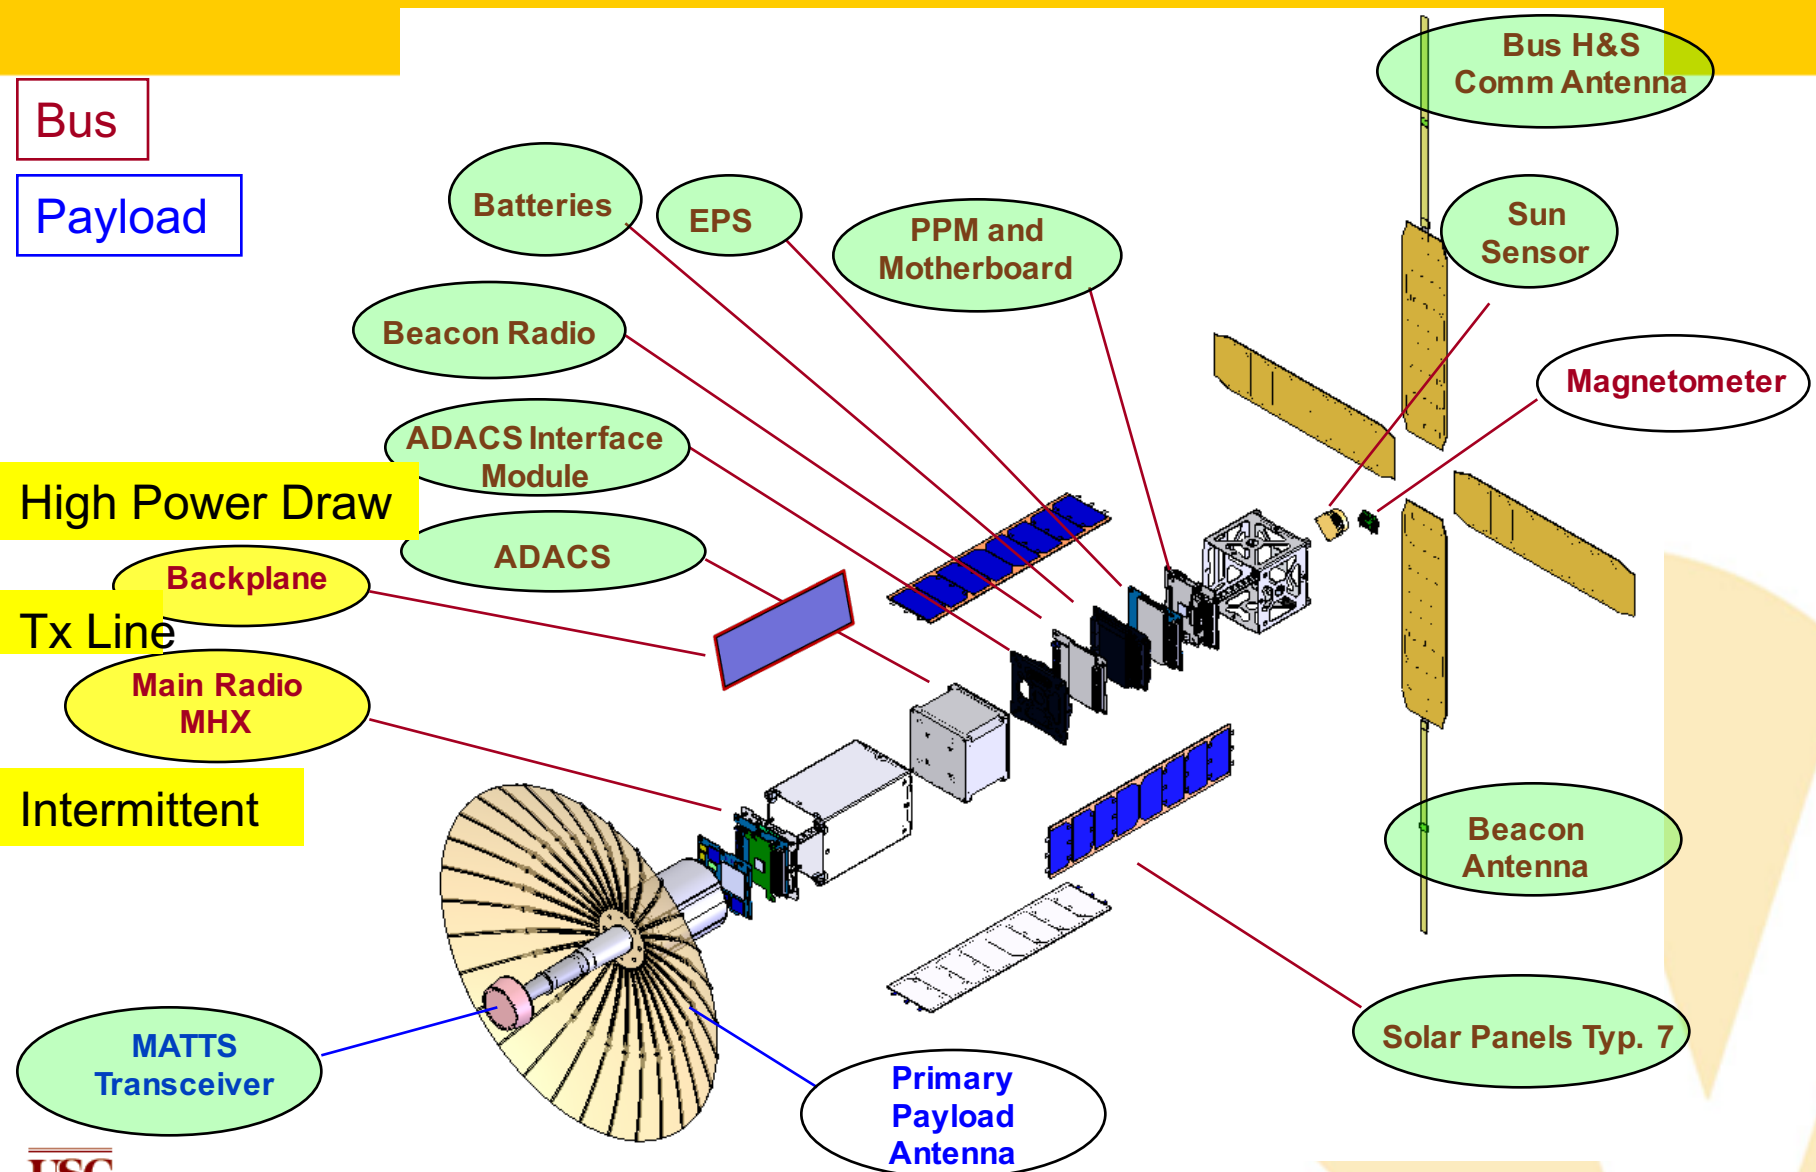 Bus
Payload
Bus H&S
Comm Antenna
Batteries
EPS
PPM and
Motherboard
Sun
Sensor
Beacon Radio
Magnetometer
ADACS Interface
Module
High Power Draw
ADACS
Backplane
Tx Line
Main Radio
MHX
Intermittent
Beacon
Antenna
Solar Panels Typ. 7
MATTS
Transceiver
Primary
Payload
Antenna
USC